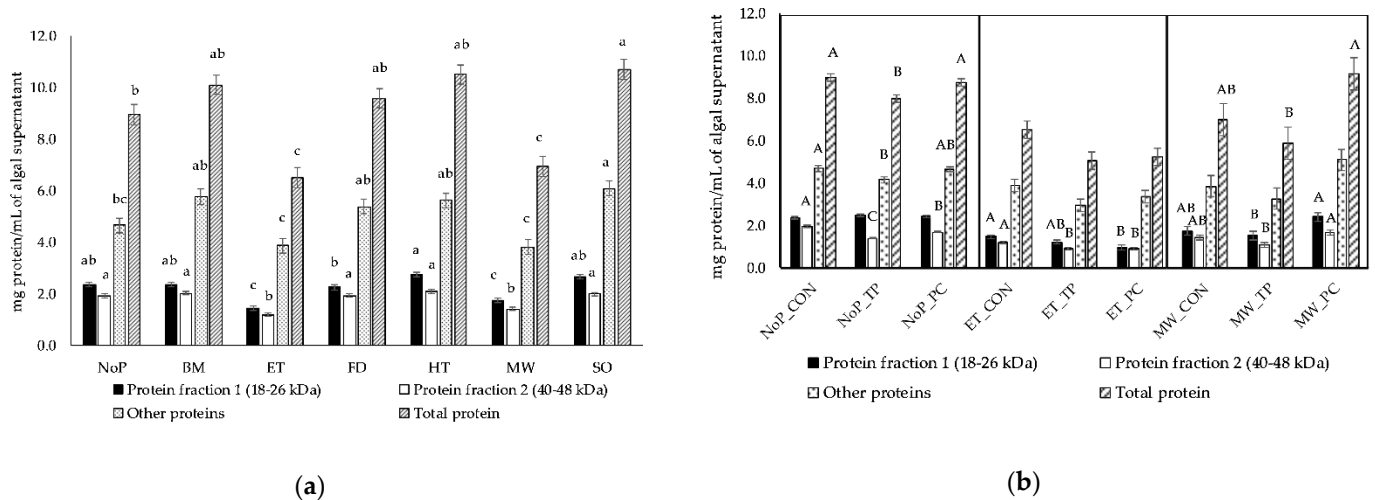 mg protein/mL of algal supernatant
12.0
10.0
8.0
6.0
4.0
2.0
0.0
ab a bc b
ab a ab ab
c b c c
ab a ab ab
a a ab ab
c b c c
ab a a a
NoP BM ET FD HT MW SO
Protein fraction 1 (18-26 kDa) Protein fraction 2 (40-48 kDa)
Other proteins Total protein
(a)
mg protein/mL of algal supernatant
12.0
10.0
8.0
6.0
4.0
2.0
0.0
A A A
C B B
B AB A
A A
AB B
B B
AB AB AB
B B B
A A A
NoP_CON
NoP_TP
NoP_PC
ET_CON
ET_TP
ET_PC
MW_CON
MW_TP
MW_PC
Protein fraction 1 (18-26 kDa) Protein fraction 2 (40-48 kDa)
Other proteins Total protein
(b)